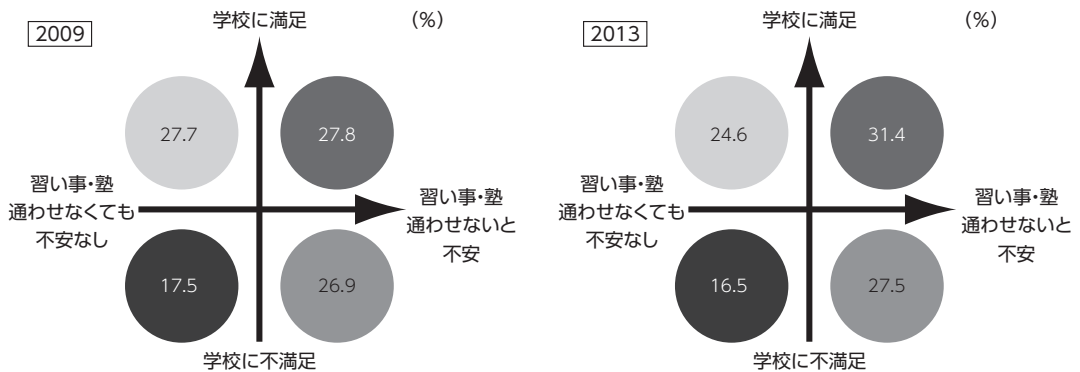 2009
学校に満足
(%)
27.7
27.8
習い事・塾
通わせなくても
不安なし
習い事・塾
通わせないと
不安
17.5
26.9
学校に不満足
2013
学校に満足
(%)
24.6
31.4
習い事・塾
通わせなくても
不安なし
習い事・塾
通わせないと
不安
16.5
27.5
学校に不満足